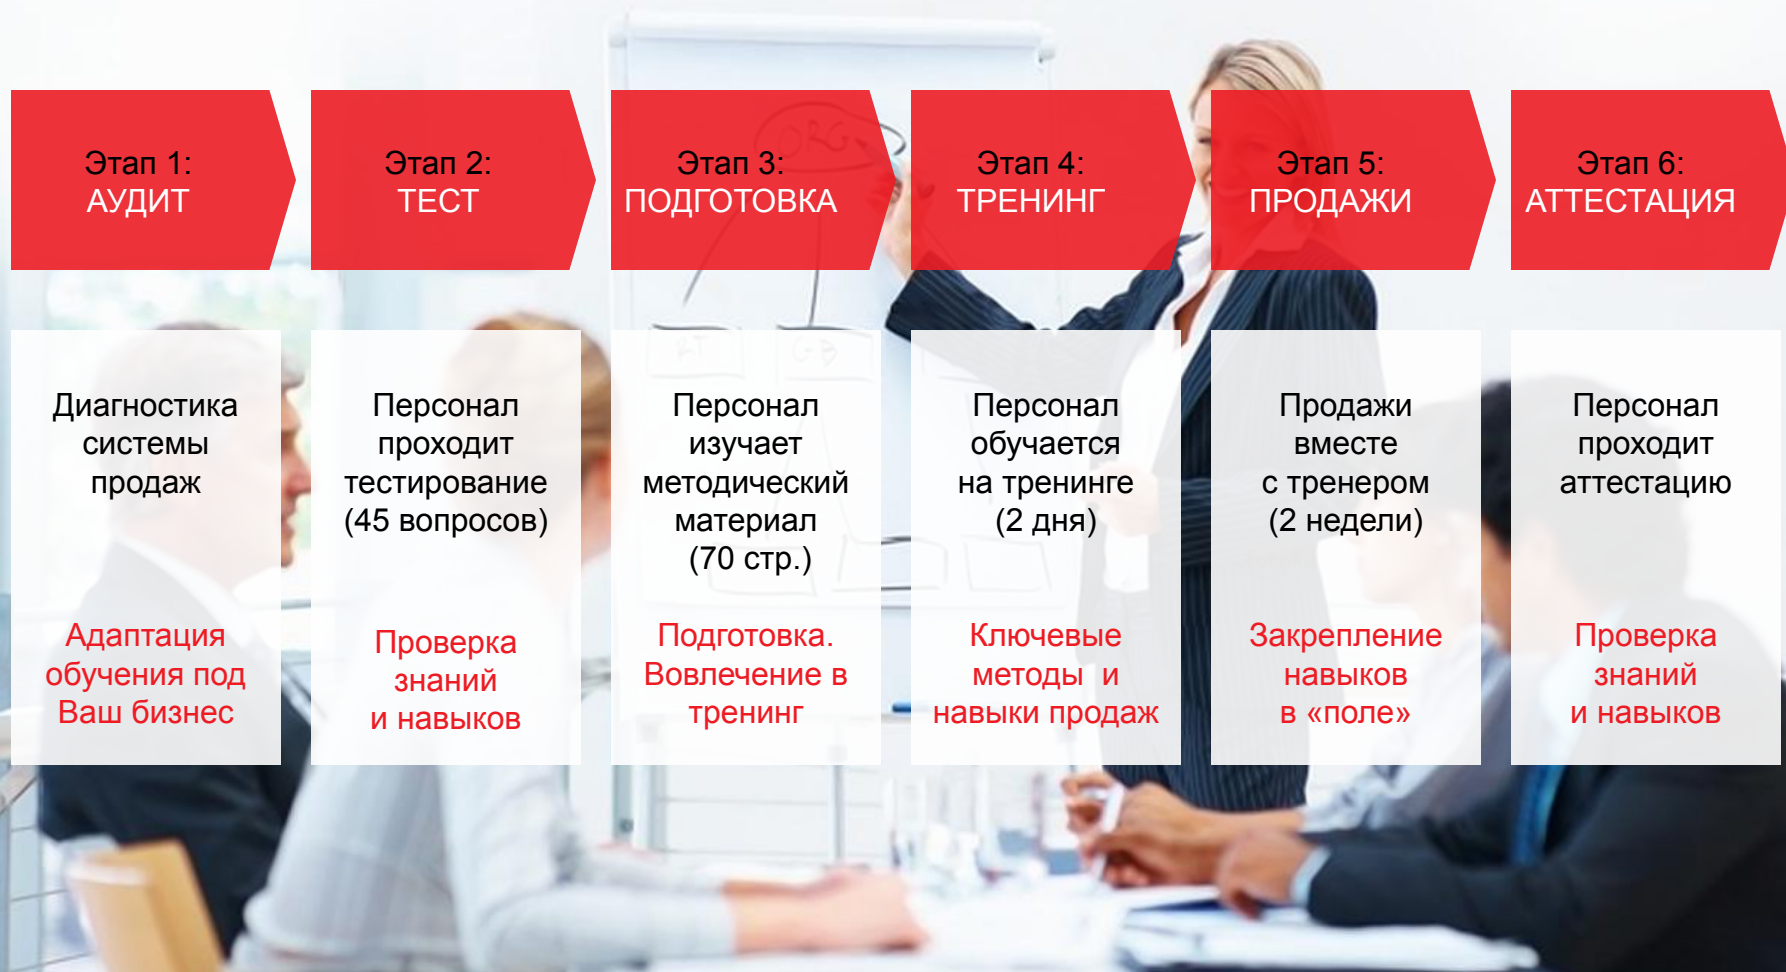 Этап 1:
АУДИТ
Этап 2:
ТЕСТ
Этап 3:
ПОДГОТОВКА
Этап 4:
ТРЕНИНГ
Этап 5:
ПРОДАЖИ
Этап 6:
АТТЕСТАЦИЯ
Диагностика
системы
продаж
Адаптация
обучения под
Ваш бизнес
Персонал
проходит
тестирование
(45 вопросов)
Проверка
знаний
и навыков
Персонал
изучает
методический
материал
(70 стр.)
Подготовка.
Вовлечение в
тренинг
Персонал
обучается
на тренинге
(2 дня)
Ключевые
методы и
навыки продаж
Продажи
вместе
с тренером
(2 недели)
Закрепление
навыков
в «поле»
Персонал
проходит
аттестацию
Проверка
знаний
и навыков
ORG